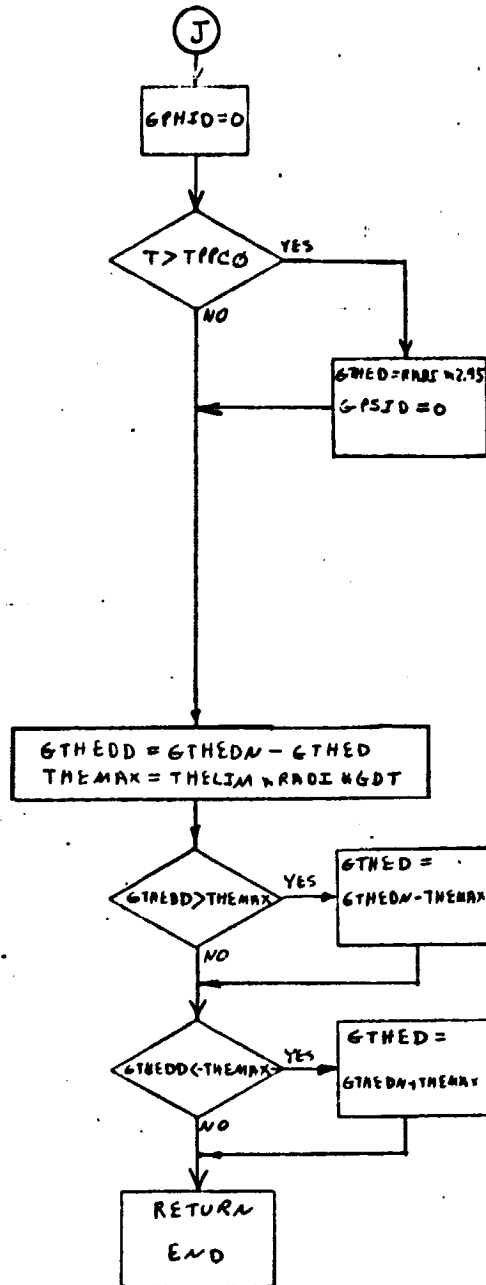 J
GPHID=0
T>TPPCØ
YES
NO
GTHED=RADI*2.95
GPSID=0
GTHEDD = GTHEDN - GTHED
THEMAX = THELIM*RADI*GDT
GTHEDD>THEMAX
YES
GTHED =
GTHEDN-THEMAX
NO
GTHEDD<-THEMAX
YES
GTHED =
GTHEDN+THEMAX
NO
RETURN
END